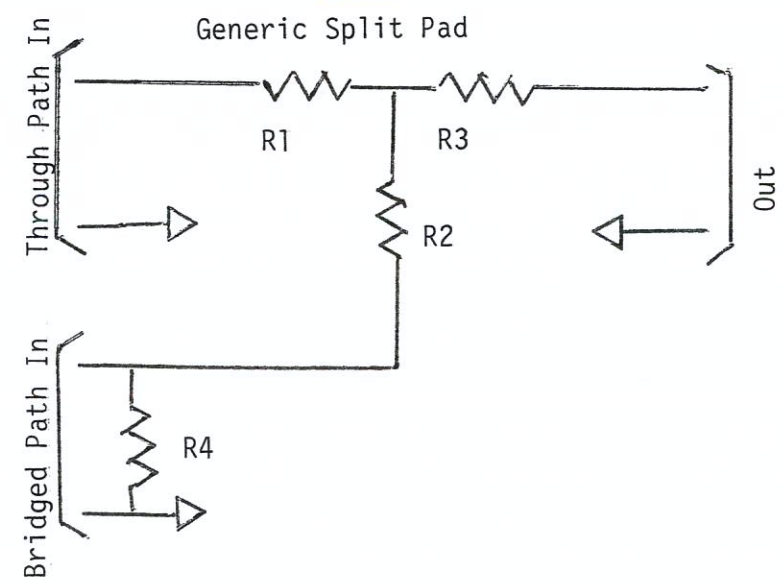 Generic Split Pad
Through Path In
R1
R3
R2
Out
Bridged Path In
R4